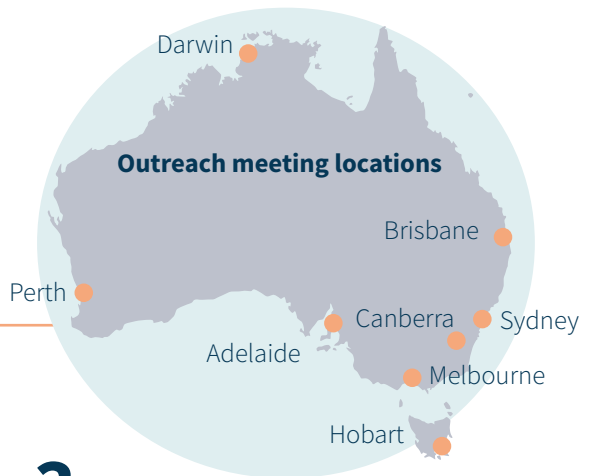 Darwin
Outreach meeting locations
Brisbane
Perth
Canberra
Sydney
Adelaide
Melbourne
Hobart